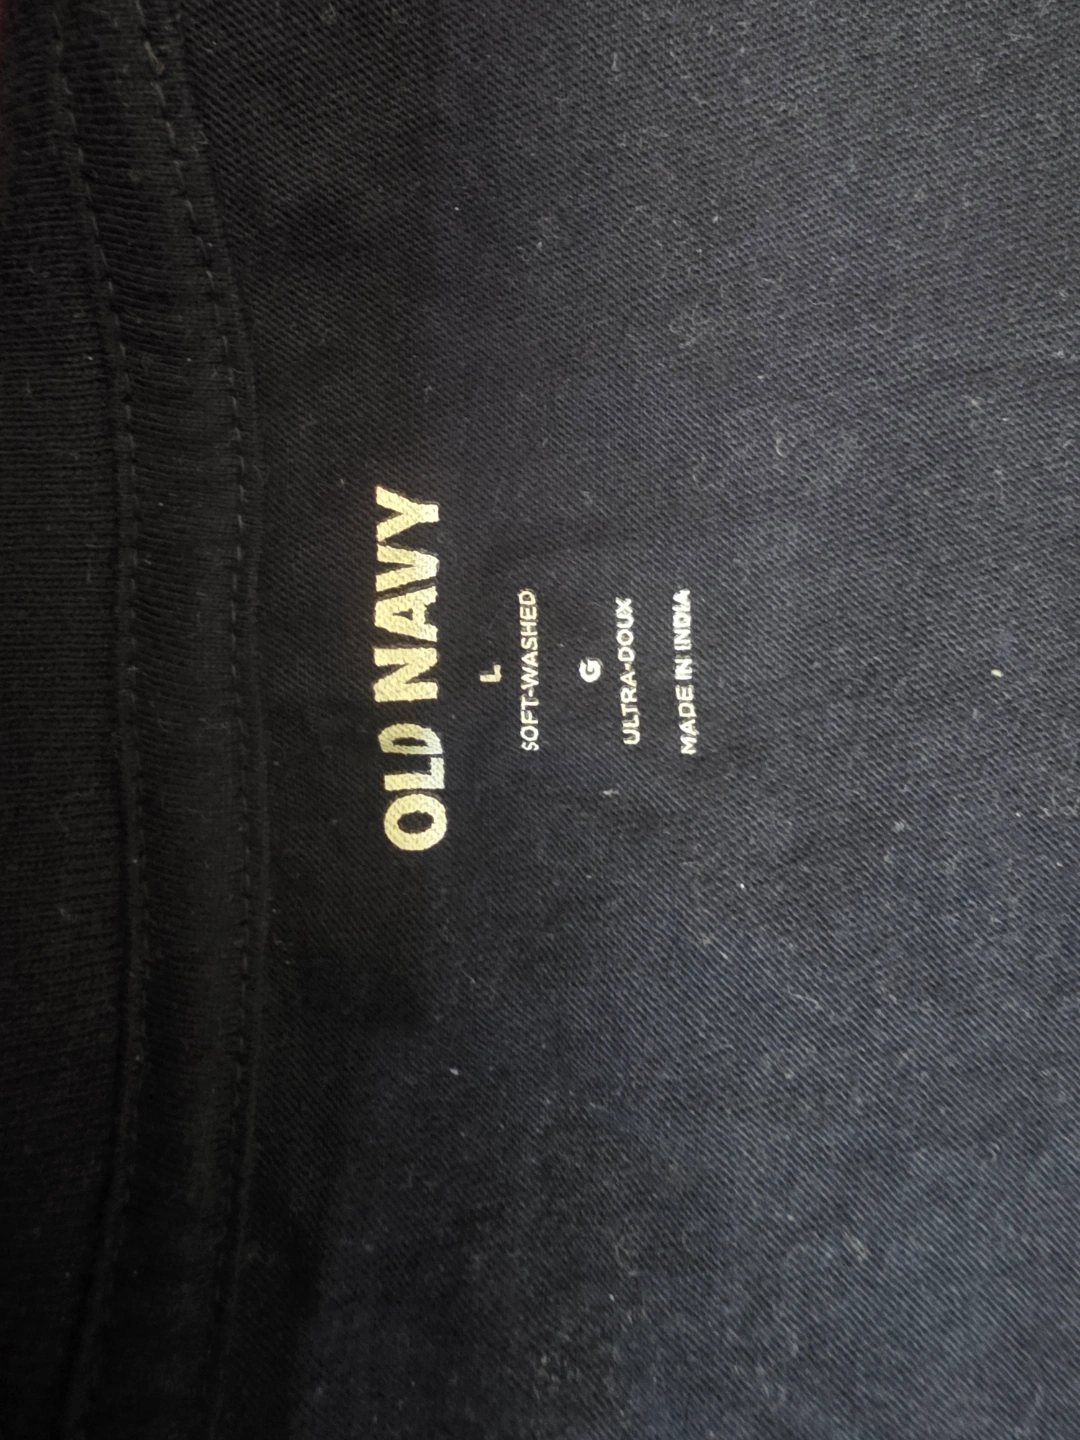 OLD NAVY
L
SOFT-WASHED
G
ULTRA-DOUX
MADE IN INDIA